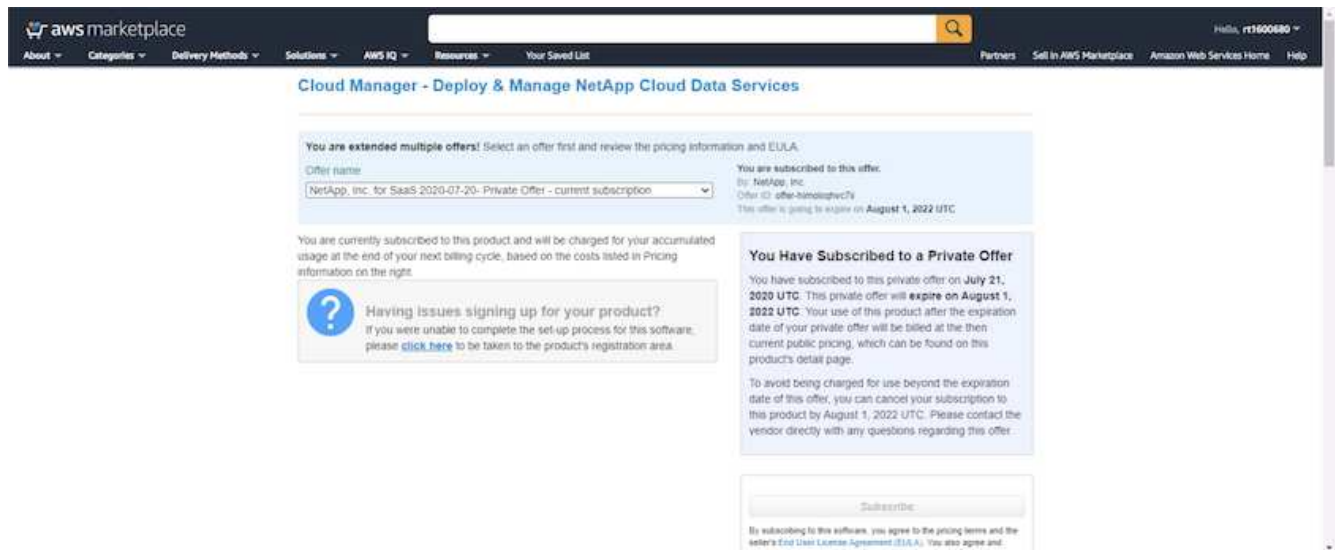 aws marketplace
Hello, rt1600680
About
Categories
Delivery Methods
Solutions
AWS IQ
Resources
Your Saved List
Partners
Sell in AWS Marketplace
Amazon Web Services Home
Help
Cloud Manager - Deploy & Manage NetApp Cloud Data Services
You are extended multiple offers! Select an offer first and review the pricing information and EULA.
Offer name
NetApp, Inc. for SaaS 2020-07-20- Private Offer - current subscription
You are subscribed to this offer.
By: NetApp, Inc.
Offer ID:
This offer is going to expire on August 1, 2022 UTC
You are currently subscribed to this product and will be charged for your accumulated
usage at the end of your next billing cycle, based on the costs listed in Pricing
information on the right.
Having issues signing up for your product?
If you were unable to complete the set-up process for this software,
please click here to be taken to the product's registration area.
You Have Subscribed to a Private Offer
You have subscribed to this private offer on July 21,
2020 UTC. This private offer will expire on August 1,
2022 UTC. Your use of this product after the expiration
date of your private offer will be billed at the then
current public pricing, which can be found on this
product's detail page.
To avoid being charged for use beyond the expiration
date of this offer, you can cancel your subscription to
this product by August 1, 2022 UTC. Please contact the
vendor directly with any questions regarding this offer.
Subscribe
By subscribing to this software, you agree to the pricing terms and the
seller's End User License Agreement (EULA). You also agree and